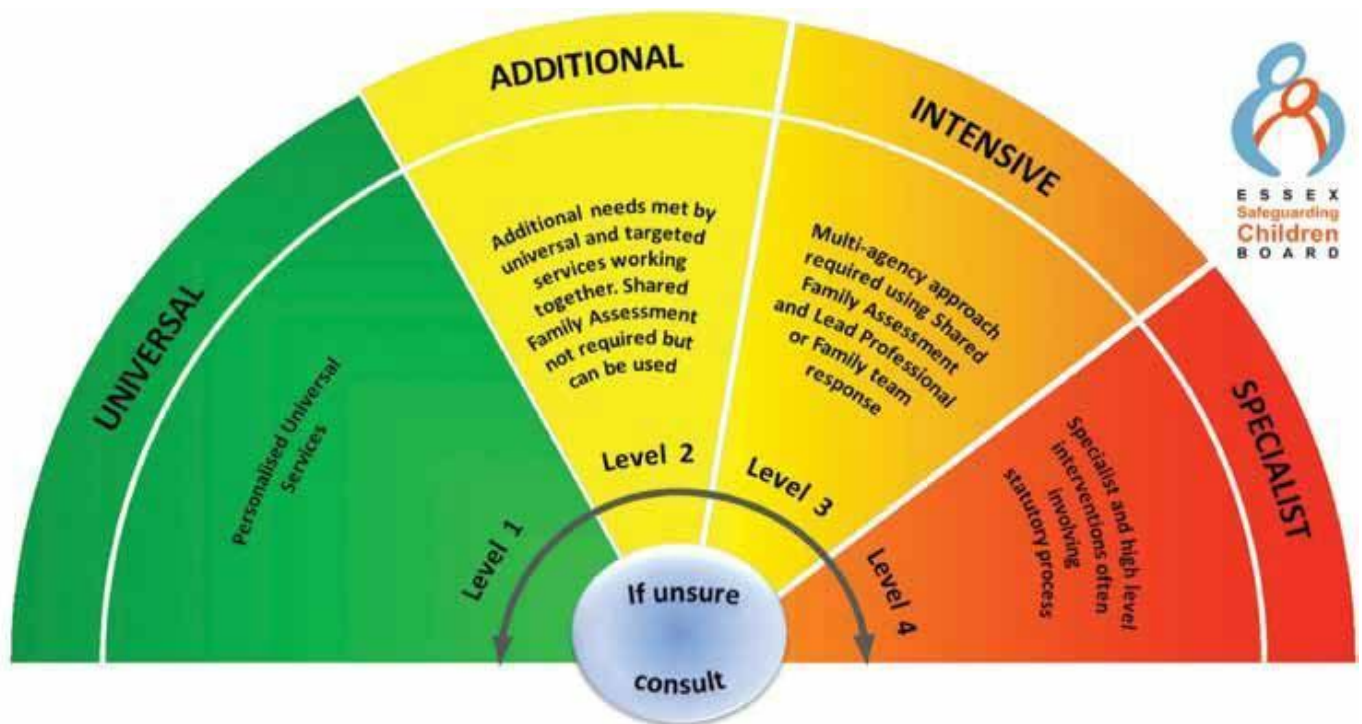 UNIVERSAL
Personalised Universal
Services
Level 1
ADDITIONAL
Additional needs met by
universal and targeted
services working
together. Shared
Family Assessment
not required but
can be used
Level 2
INTENSIVE
Multi-agency approach
required using Shared
Family Assessment
and Lead Professional
or Family team
response
Level 3
SPECIALIST
Specialist and high level
interventions often
involving
statutory process
Level 4
If unsure
consult
ESSEX
Safeguarding
Children
BOARD